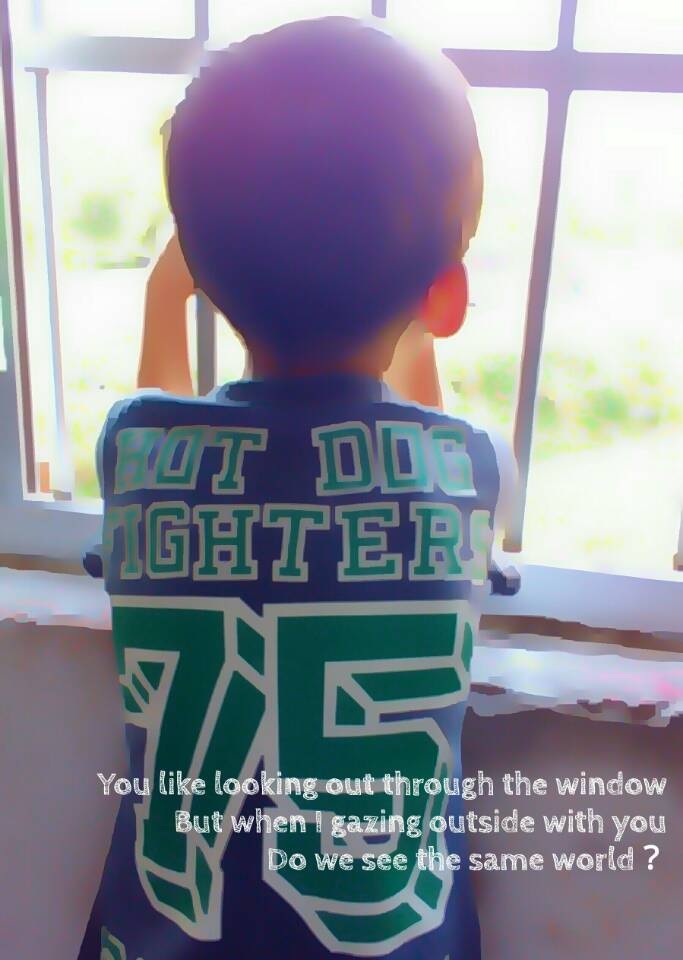 HOT DOG
FIGHTERS
75
You like looking out through the window
But when I gazing outside with you
Do we see the same world ?